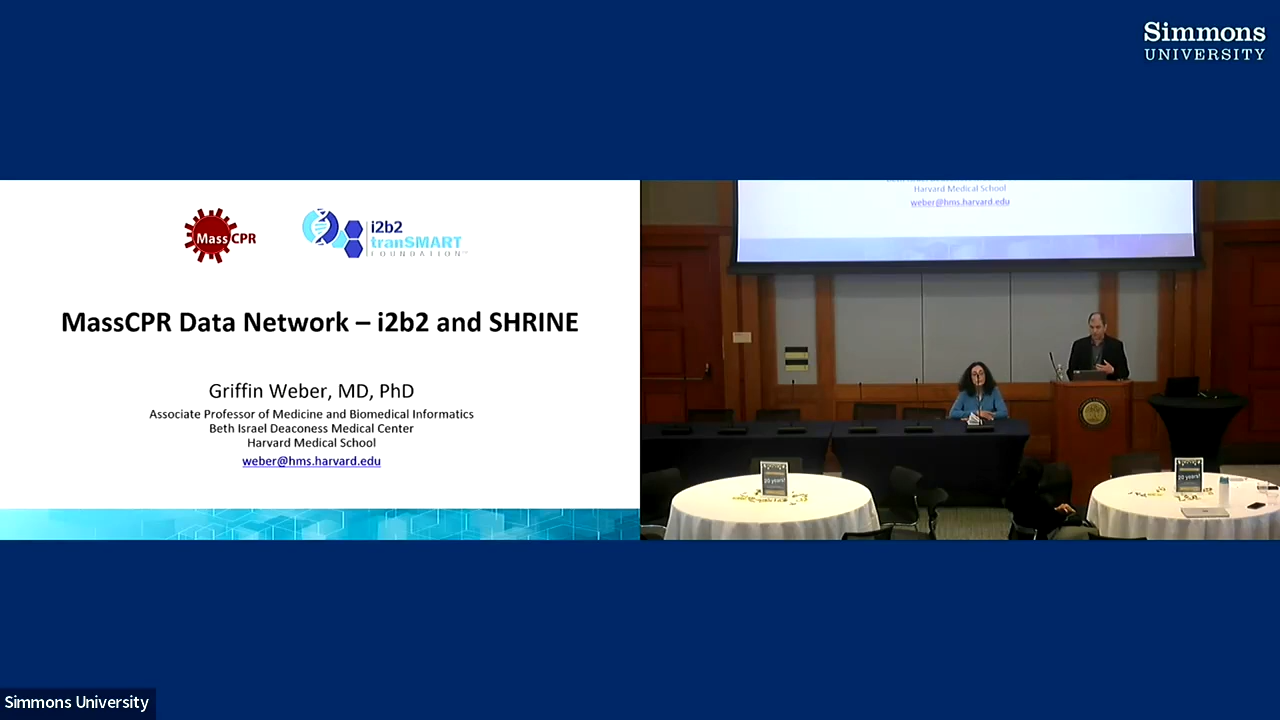 Simmons
UNIVERSITY
MassCPR
i2b2
tranSMART
FOUNDATION
MassCPR Data Network – i2b2 and SHRINE
Griffin Weber, MD, PhD
Associate Professor of Medicine and Biomedical Informatics
Beth Israel Deaconess Medical Center
Harvard Medical School
weber@hms.harvard.edu
Harvard Medical School
weber@hms.harvard.edu
20 years!
20 years!
Simmons University